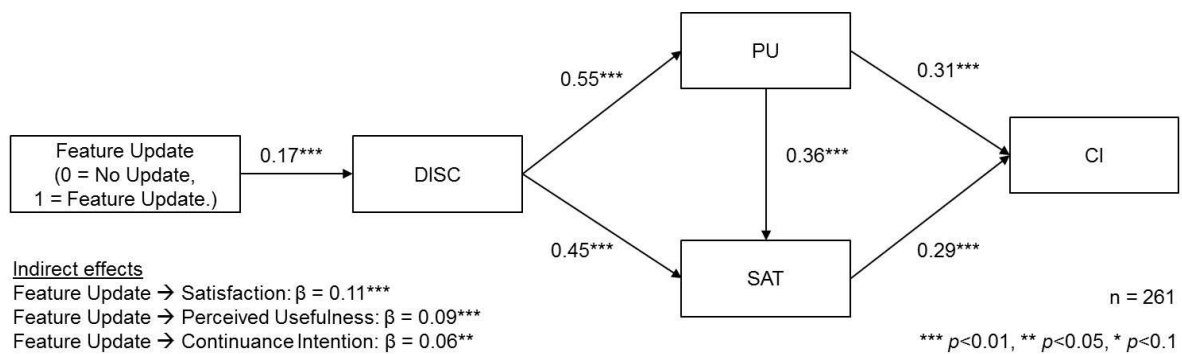 PU
0.55***
0.31***
Feature Update
(0 = No Update,
1 = Feature Update.)
0.17***
DISC
0.36***
CI
0.45***
SAT
0.29***
Indirect effects
Feature Update → Satisfaction: β = 0.11***
Feature Update → Perceived Usefulness: β = 0.09***
Feature Update → Continuance Intention: β = 0.06**
n = 261
*** p<0.01, ** p<0.05, * p<0.1